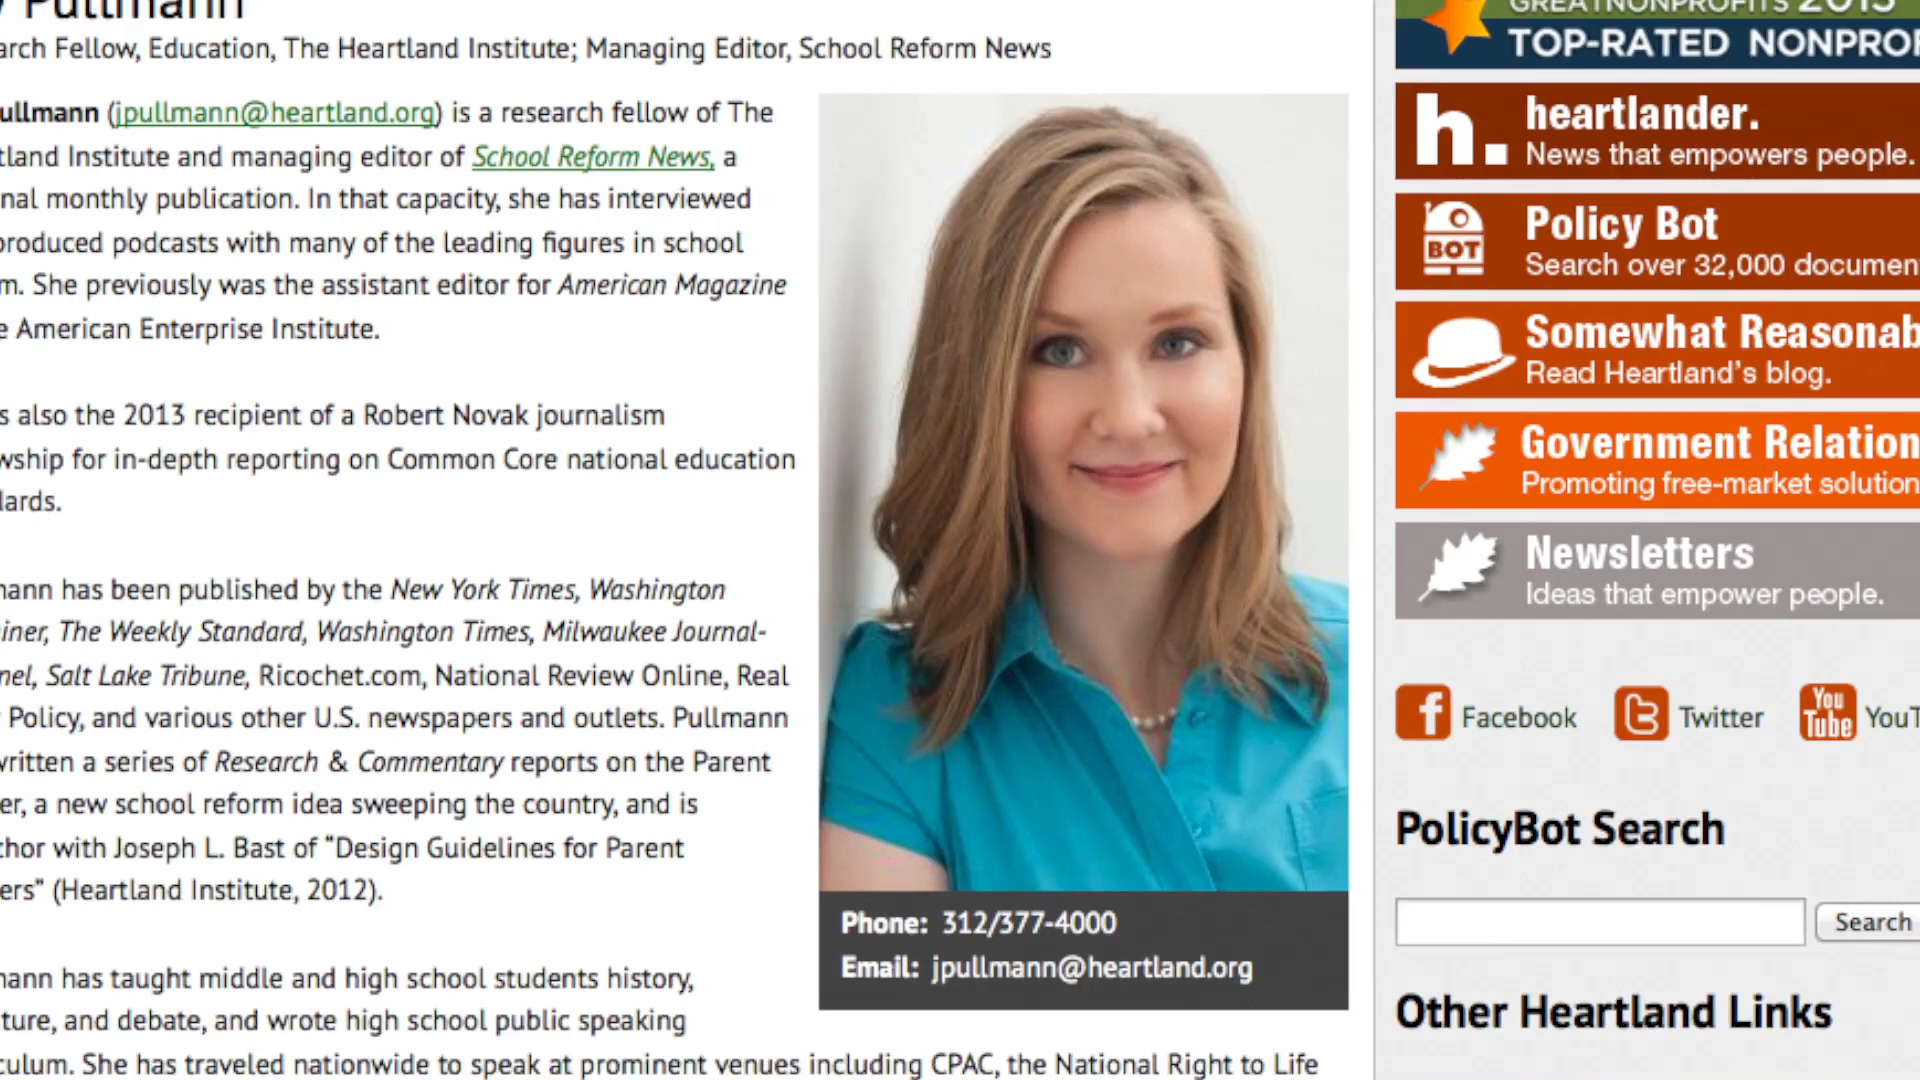 Pullmann
arch Fellow, Education, The Heartland Institute; Managing Editor, School Reform News
ullmann (jpullmann@heartland.org) is a research fellow of The
tland Institute and managing editor of School Reform News, a
nal monthly publication. In that capacity, she has interviewed
produced podcasts with many of the leading figures in school
m. She previously was the assistant editor for American Magazine
e American Enterprise Institute.
s also the 2013 recipient of a Robert Novak journalism
wship for in-depth reporting on Common Core national education
lards.
nann has been published by the New York Times, Washington
iner, The Weekly Standard, Washington Times, Milwaukee Journal-
nel, Salt Lake Tribune, Ricochet.com, National Review Online, Real
Policy, and various other U.S. newspapers and outlets. Pullmann
written a series of Research & Commentary reports on the Parent
er, a new school reform idea sweeping the country, and is
thor with Joseph L. Bast of “Design Guidelines for Parent
ers” (Heartland Institute, 2012).
nann has taught middle and high school students history,
ture, and debate, and wrote high school public speaking
culum. She has traveled nationwide to speak at prominent venues including CPAC, the National Right to Life
Phone: 312/377-4000
Email: jpullmann@heartland.org
GREATNONPROFITS 2013
TOP-RATED NONPROF
h. heartlander.
News that empowers people.
BOT
Policy Bot
Search over 32,000 documen
Somewhat Reasonab
Read Heartland's blog.
Government Relation
Promoting free-market solution
Newsletters
Ideas that empower people.
f Facebook t Twitter You Tube YouT
PolicyBot Search
Search
Other Heartland Links